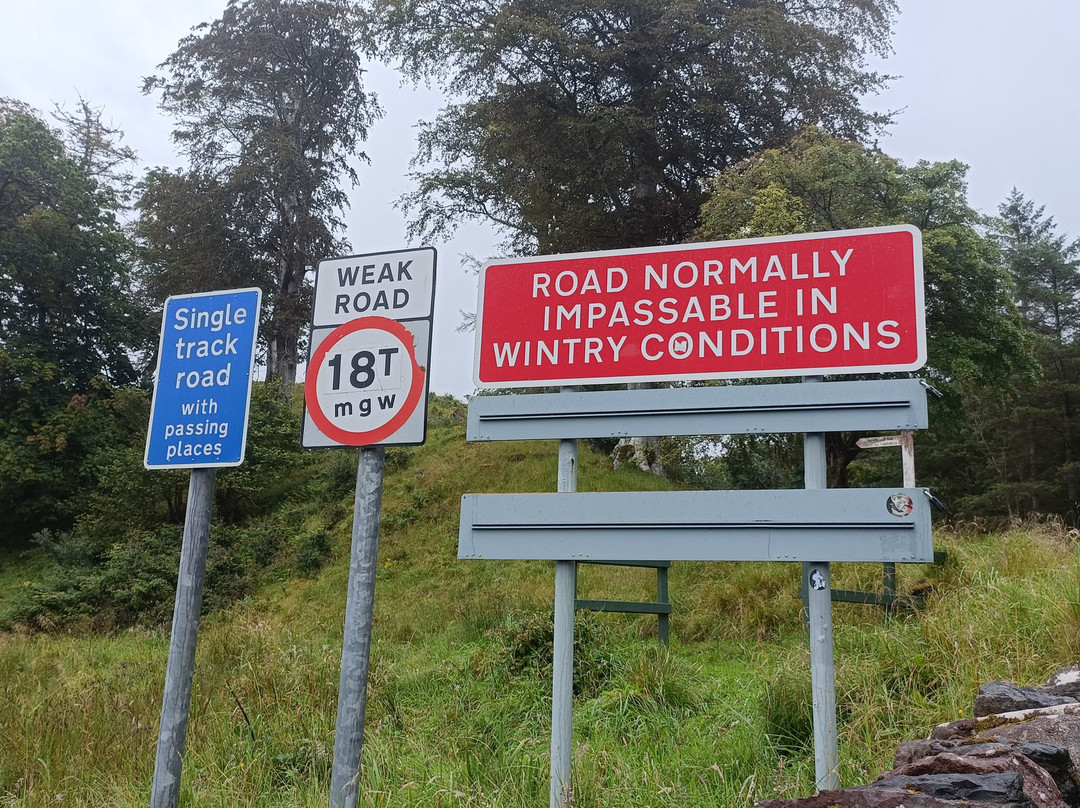 Single
track
road
with
passing
places
WEAK
ROAD
18T
mgw
ROAD NORMALLY
IMPASSABLE IN
WINTRY CONDITIONS